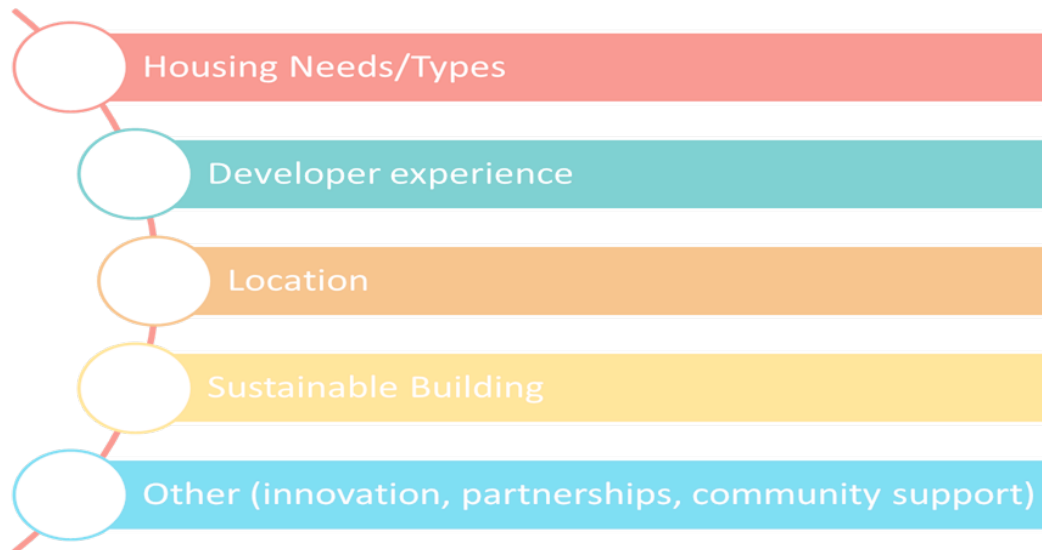 Housing Needs/Types
Developer experience
Location
Sustainable Building
Other (innovation, partnerships, community support)